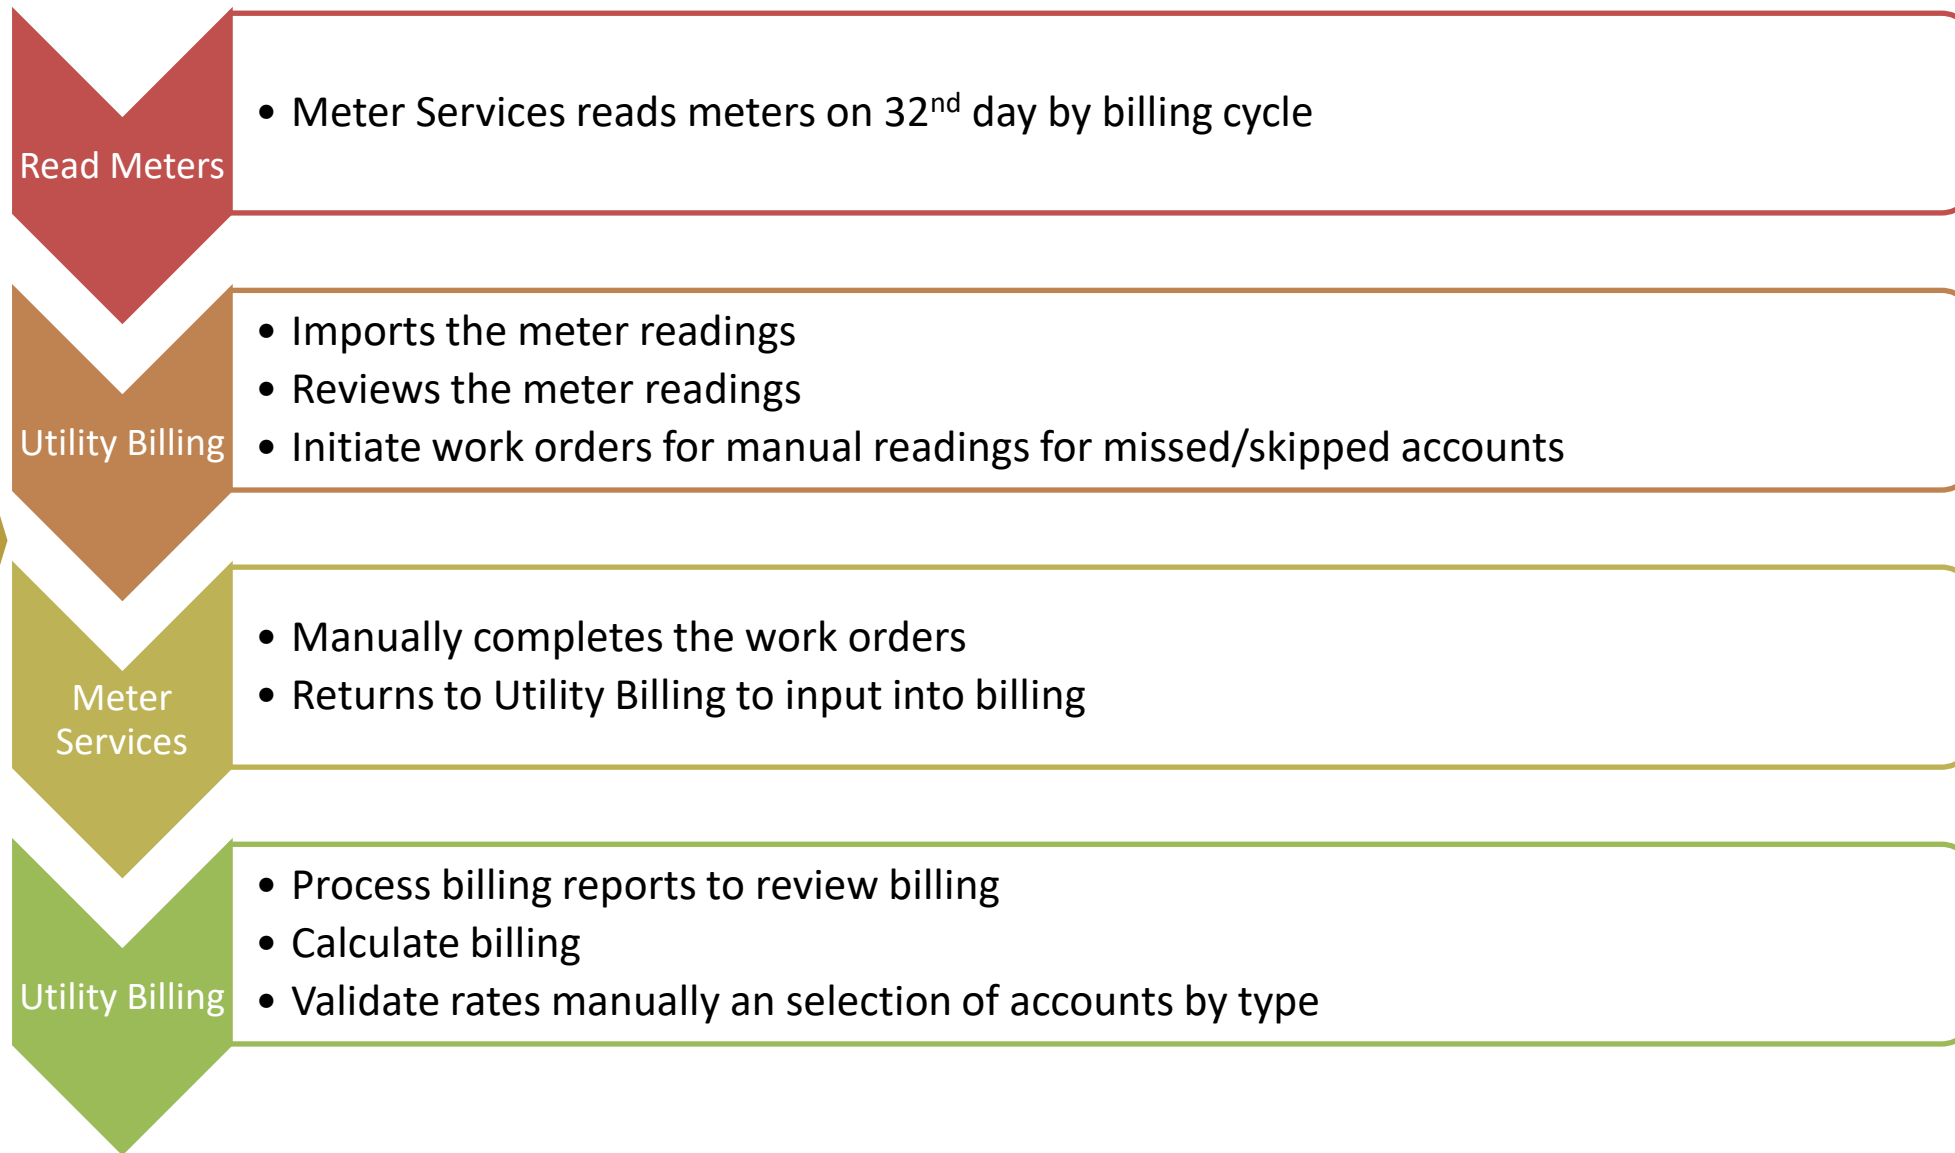 Read Meters
• Meter Services reads meters on 32nd day by billing cycle
Utility Billing
• Imports the meter readings
• Reviews the meter readings
• Initiate work orders for manual readings for missed/skipped accounts
Meter
Services
• Manually completes the work orders
• Returns to Utility Billing to input into billing
Utility Billing
• Process billing reports to review billing
• Calculate billing
• Validate rates manually an selection of accounts by type